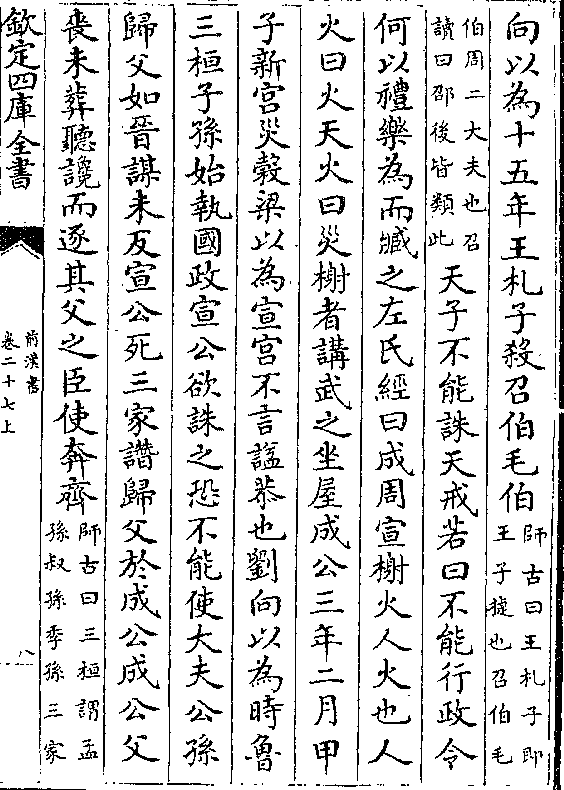 向以為十五年王札子殺召伯毛伯師古曰王札子即王子捷也召伯毛
伯周二大夫也召讀曰邵後皆類此天子不能誅天戒若曰不能行政令
何以禮樂為而臧之左氏經曰成周宣榭火人火也人
火曰火天火曰災榭者講武之坐屋成公三年二月甲
子新宮災榖梁以為宣宮不言諡恭也劉向以為時魯
三桓子孫始執國政宣公欲誅之恐不能使大夫公孫
歸父如晉謀未反宣公死三家譖歸父於成公成公父
喪未葬聽讒而逐其父之臣使奔齊師古曰三桓謂孟孫叔孫季孫三家
欽定四庫全書
前漢書
卷二十七上
八